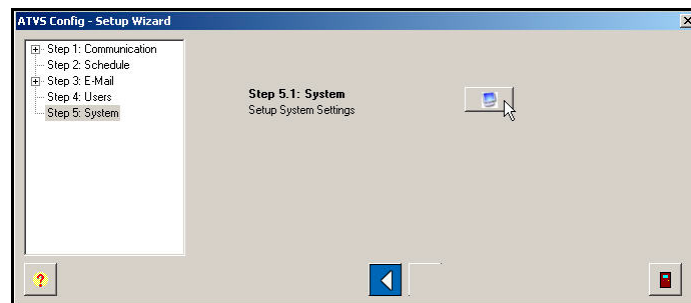 ATVS Config - Setup Wizard
Step 1: Communication
Step 2: Schedule
Step 3: E-Mail
Step 4: Users
Step 5: System
Step 5.1: System
Setup System Settings
?